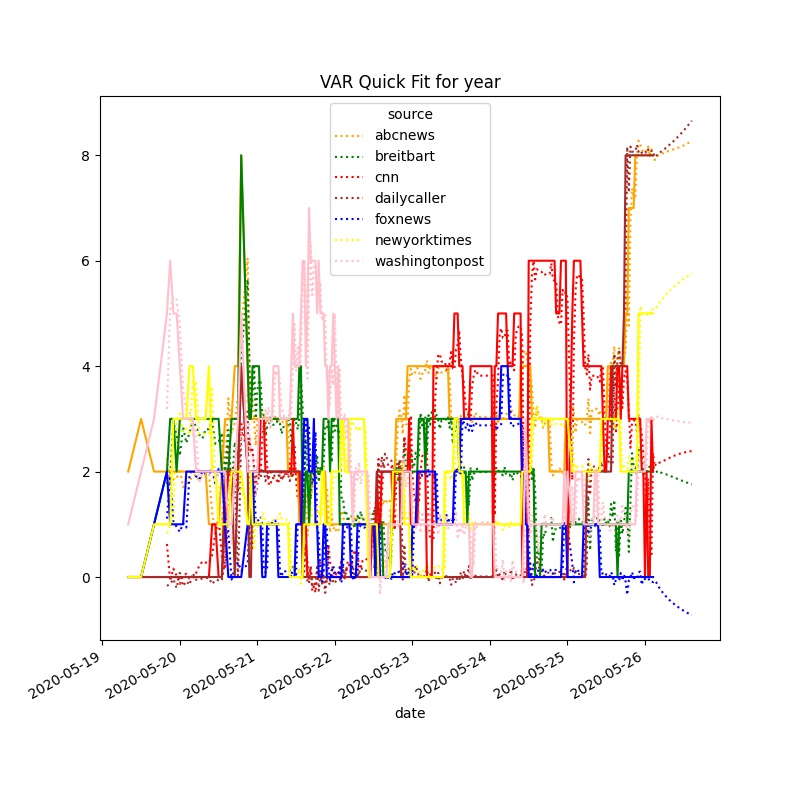 VAR Quick Fit for year
source
abcnews
breitbart
cnn
dailycaller
foxnews
newyorktimes
washingtonpost
8
6
4
2
0
2020-05-19
2020-05-20
2020-05-21
2020-05-22
2020-05-23
2020-05-24
2020-05-25
2020-05-26
date